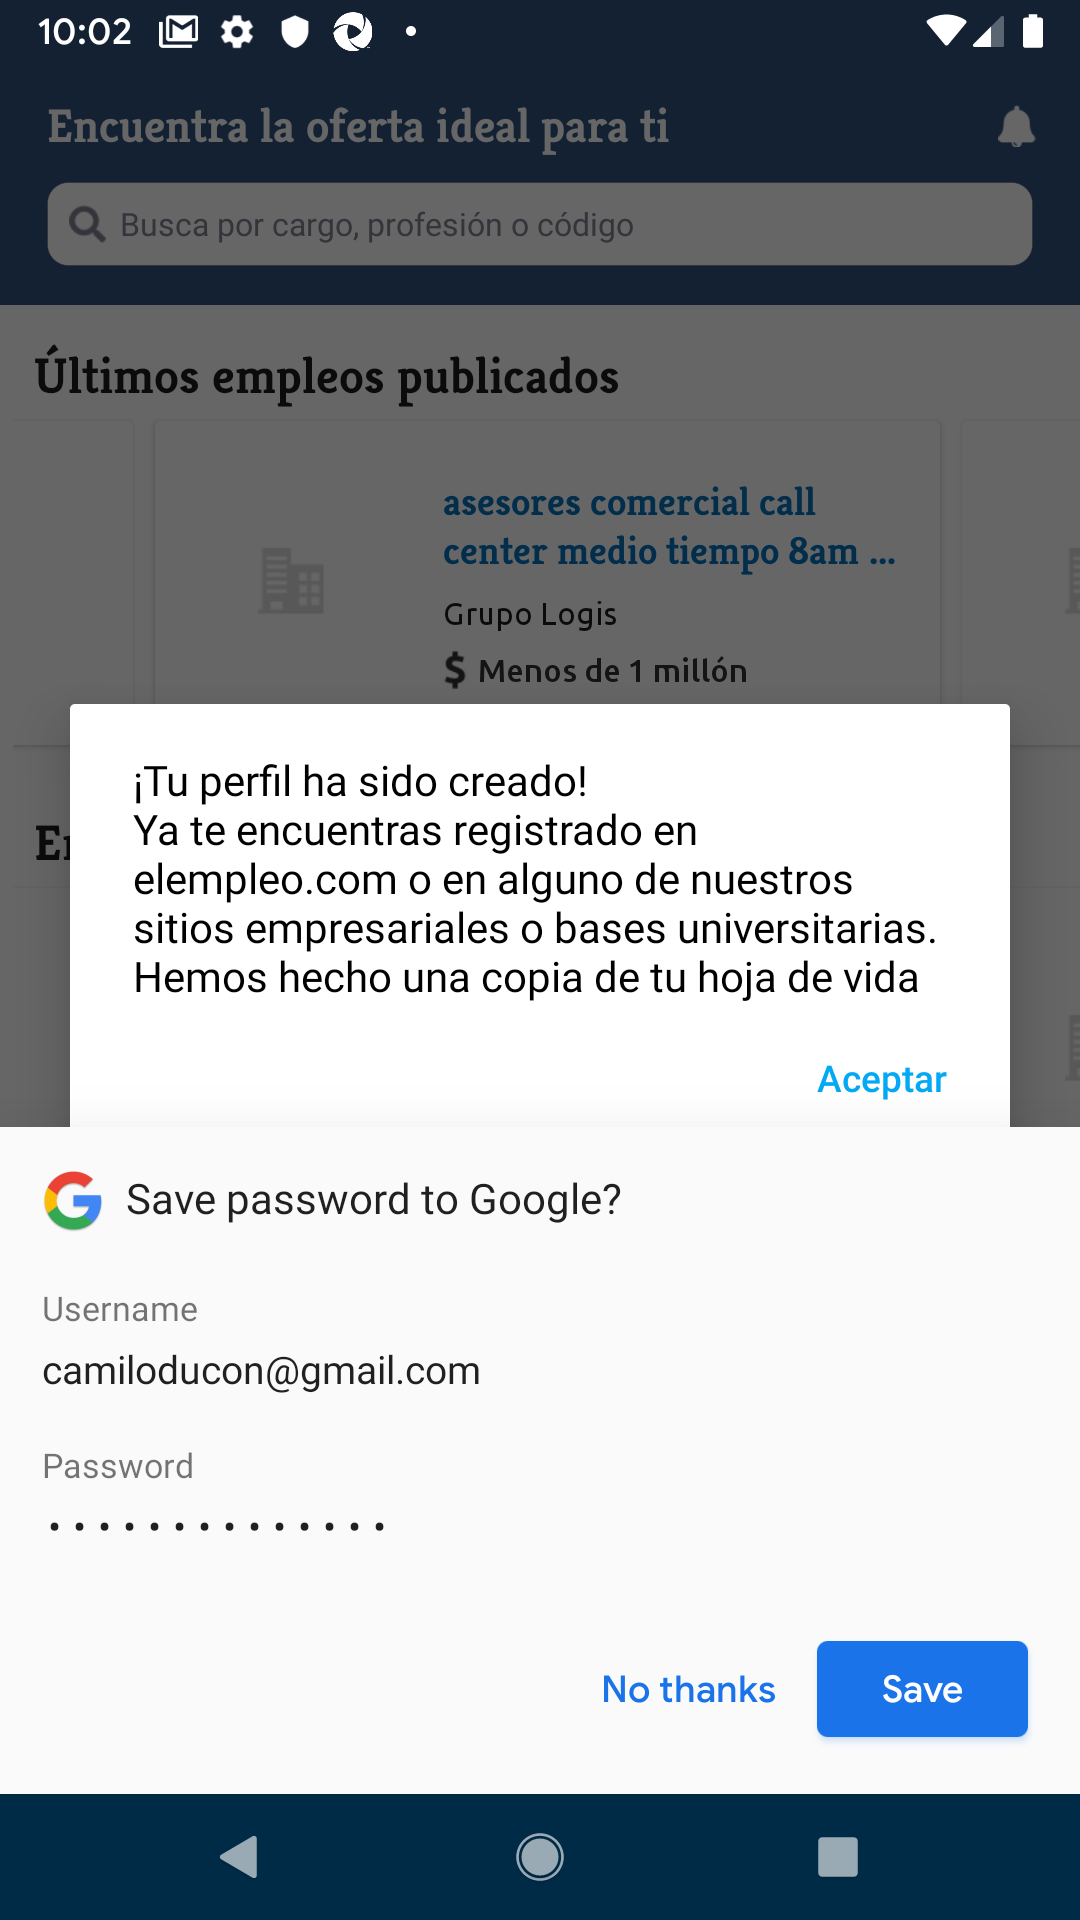 10:02
Encuentra la oferta ideal para ti
Busca por cargo, profesión o código
Últimos empleos publicados
asesores comercial call
center medio tiempo 8am ...
Grupo Logis
$ Menos de 1 millón
¡Tu perfil ha sido creado!
Ya te encuentras registrado en
elempleo.com o en alguno de nuestros
sitios empresariales o bases universitarias.
Hemos hecho una copia de tu hoja de vida
Aceptar
Save password to Google?
Username
camiloducon@gmail.com
Password
••••••••••••••
No thanks
Save